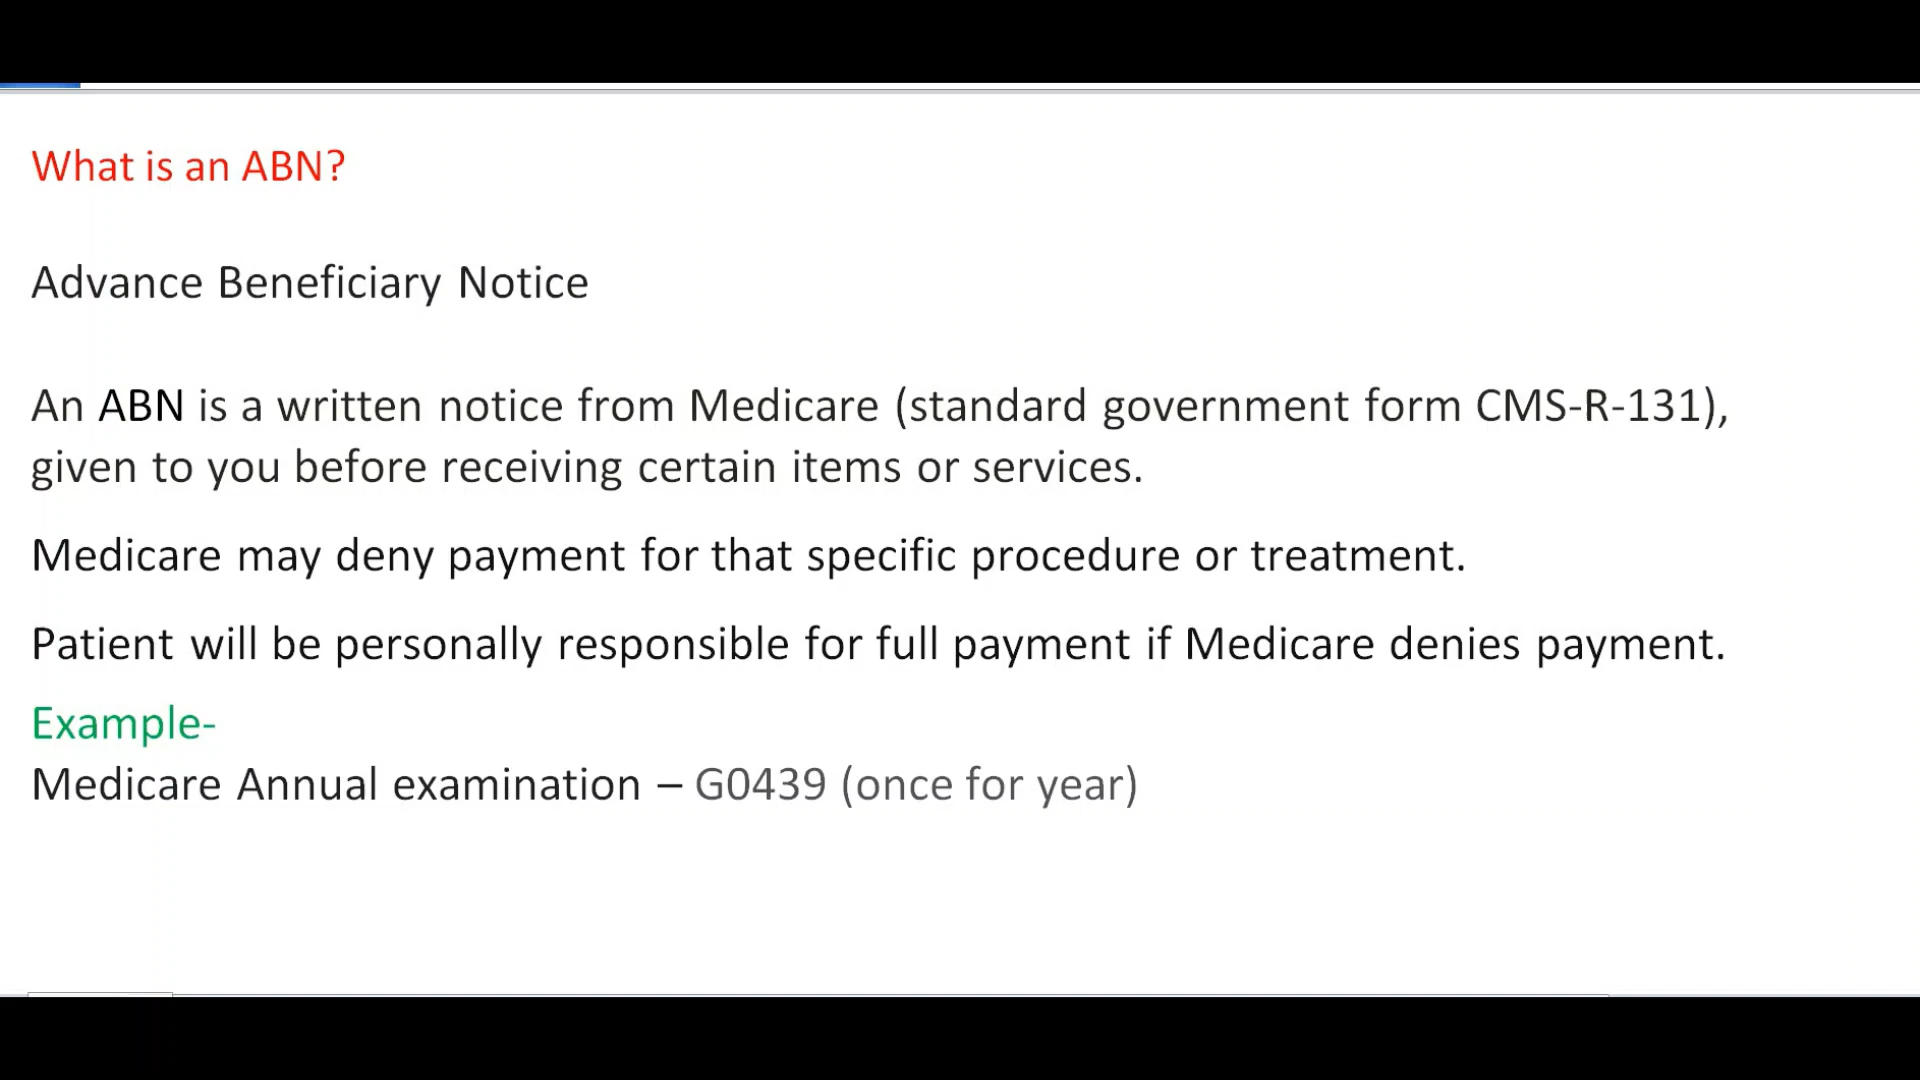 What is an ABN?
Advance Beneficiary Notice
An ABN is a written notice from Medicare (standard government form CMS-R-131),
given to you before receiving certain items or services.
Medicare may deny payment for that specific procedure or treatment.
Patient will be personally responsible for full payment if Medicare denies payment.
Example-
Medicare Annual examination – G0439 (once for year)